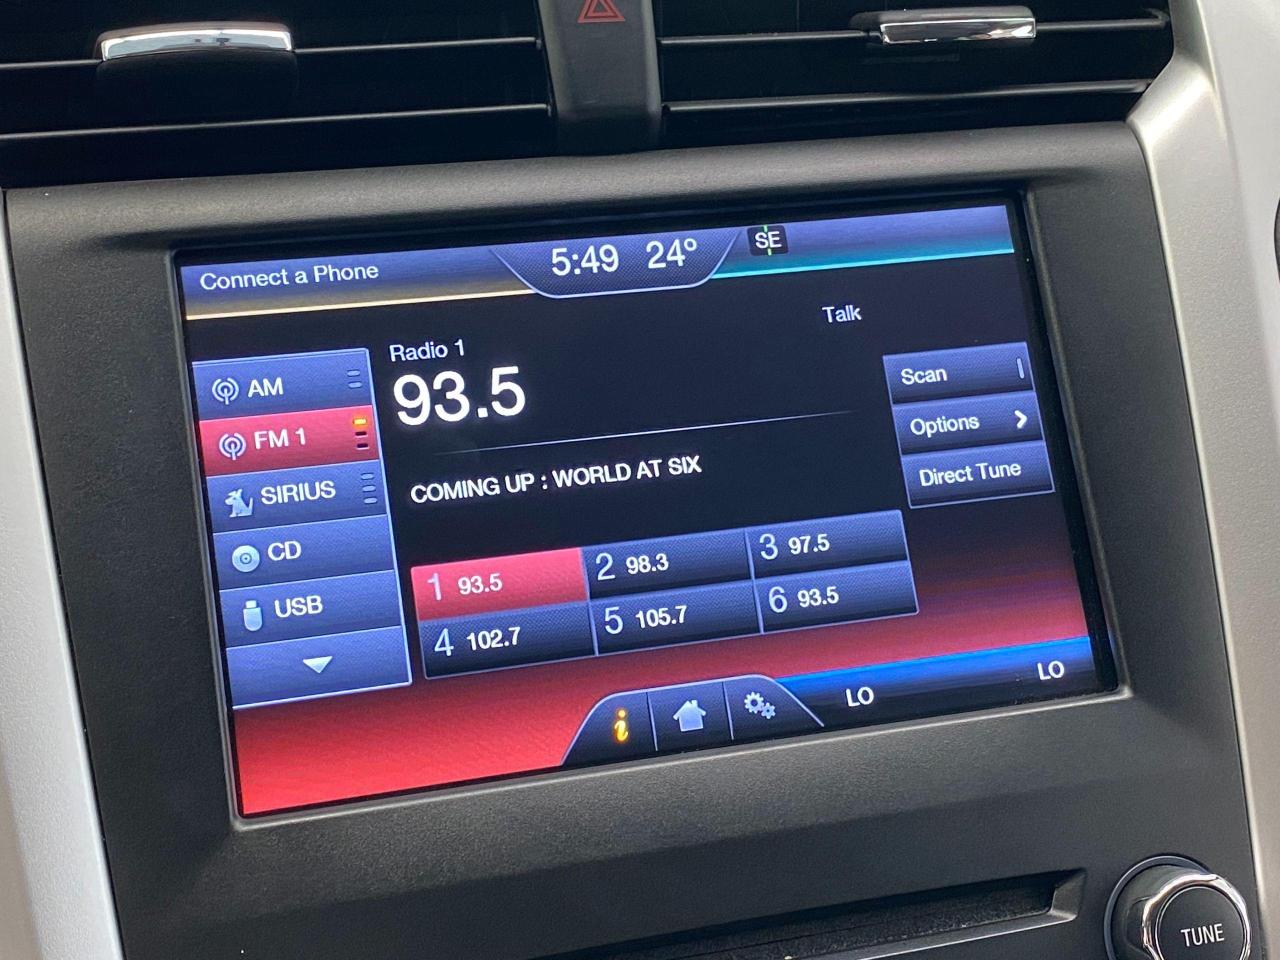 Connect a Phone
5:49 24°
SE
Talk
Radio 1
93.5
AM
FM 1
SIRIUS
CD
USB
Scan
Options
Direct Tune
COMING UP : WORLD AT SIX
1 93.5
2 98.3
3 97.5
4 102.7
5 105.7
6 93.5
i
LO
LO
TUNE